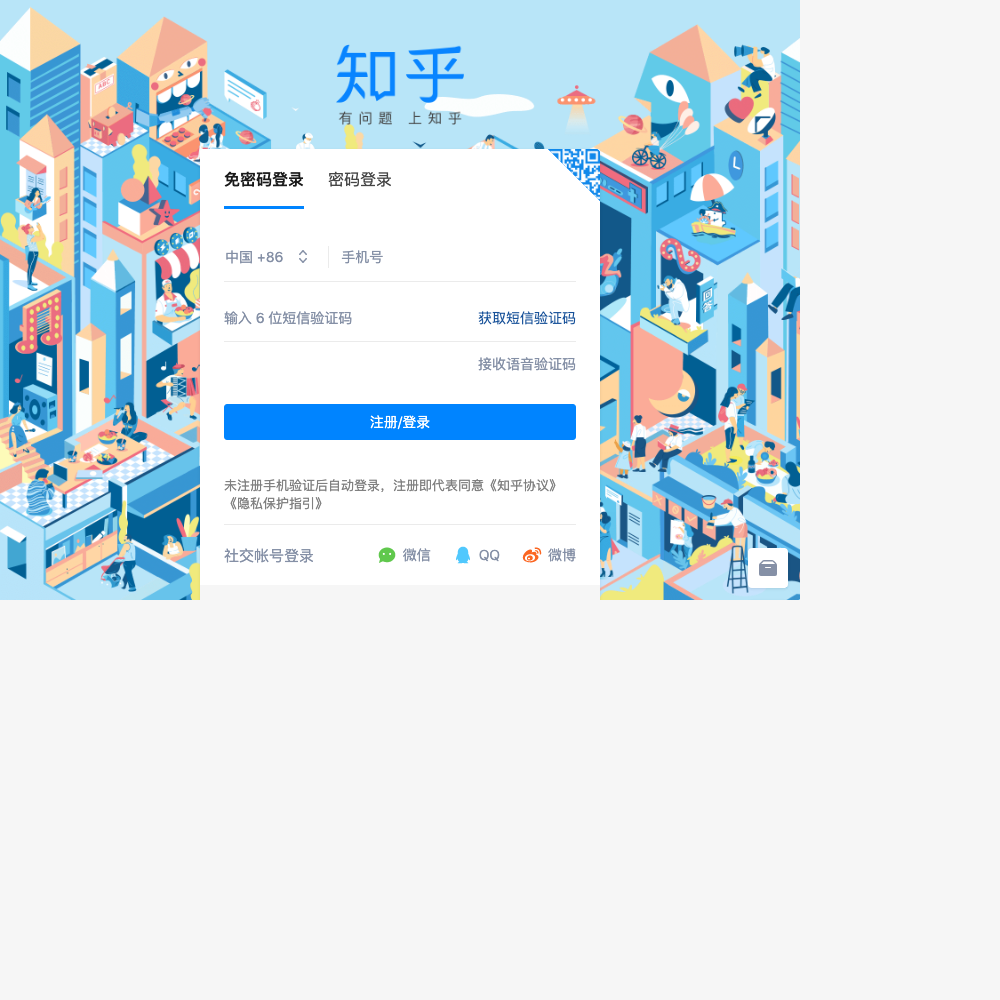 知乎
有问题 上知乎
ABC
免密码登录 密码登录
中国 +86 手机号
输入 6 位短信验证码 获取短信验证码
接收语音验证码
注册/登录
未注册手机验证后自动登录，注册即代表同意《知乎协议》
《隐私保护指引》
社交帐号登录 微信 QQ 微博
回答